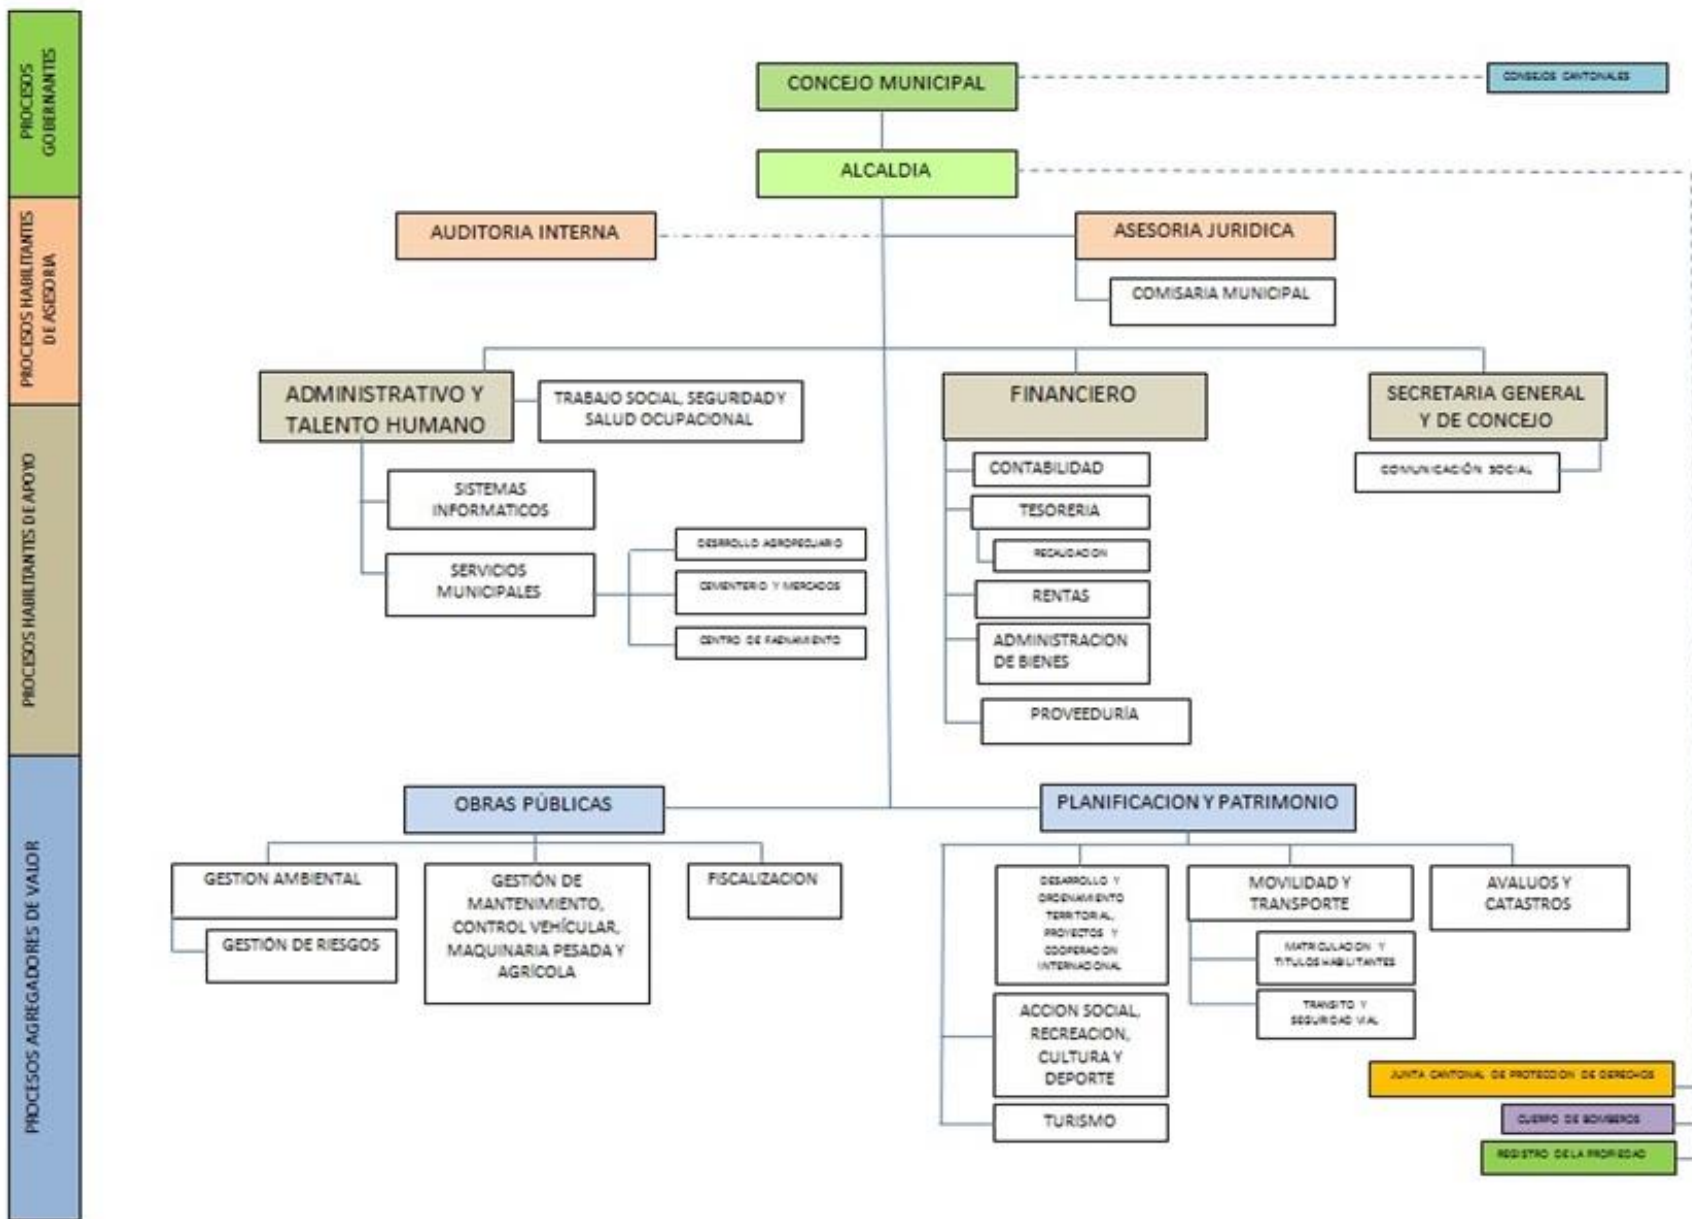 PROCESOS
GOBERNANTES
CONCEJO MUNICIPAL
CONSEJOS CANTONALES
ALCALDIA
PROCESOS HABILITANTES
DE ASESORIA
AUDITORIA INTERNA
ASESORIA JURIDICA
COMISARIA MUNICIPAL
PROCESOS HABILITANTES DE APOYO
ADMINISTRATIVO Y
TALENTO HUMANO
TRABAJO SOCIAL, SEGURIDAD Y
SALUD OCUPACIONAL
SISTEMAS
INFORMATICOS
SERVICIOS
MUNICIPALES
DESRROLLO AGROPECUARIO
CEMENTERIO Y MERCADOS
CENTRO DE FAENAMIENTO
FINANCIERO
CONTABILIDAD
TESORERIA
RECAUDACION
RENTAS
ADMINISTRACION
DE BIENES
PROVEEDURÍA
SECRETARIA GENERAL
Y DE CONCEJO
COMUNICACIÓN SOCIAL
PROCESOS AGREGADORES DE VALOR
OBRAS PÚBLICAS
GESTION AMBIENTAL
GESTIÓN DE RIESGOS
GESTIÓN DE
MANTENIMIENTO,
CONTROL VEHÍCULAR,
MAQUINARIA PESADA Y
AGRÍCOLA
FISCALIZACION
PLANIFICACION Y PATRIMONIO
DESARROLLO Y
ORDENAMIENTO
TERRITORIAL,
PROYECTOS Y
COOPERACION
INTERNACIONAL
ACCION SOCIAL,
RECREACION,
CULTURA Y
DEPORTE
TURISMO
MOVILIDAD Y
TRANSPORTE
MATRICULACION Y
TITULOS HABILITANTES
TRANSITO Y
SEGURIDAD VIAL
AVALUOS Y
CATASTROS
JUNTA CANTONAL DE PROTECCION DE DERECHOS
CUERPO DE BOMBEROS
REGISTRO DE LA PROPIEDAD